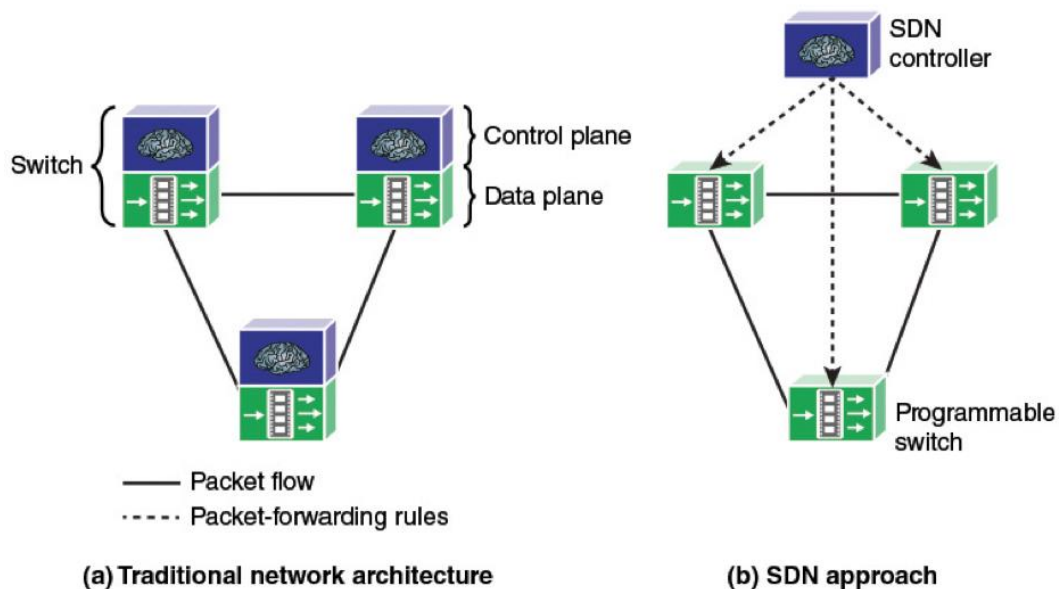 SDN
controller
Switch
Control plane
Data plane
Programmable
switch
Packet flow
Packet-forwarding rules
(a) Traditional network architecture
(b) SDN approach